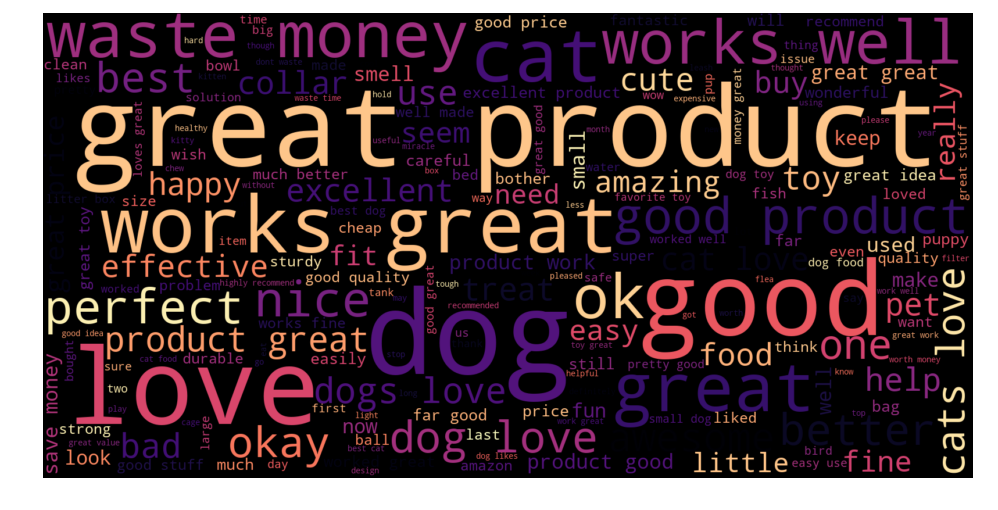 waste money
cat
works well
good price
fantastic
will
recommend
time
big
hard
though
dont waste
made
clean
likes
best
bowl
collar
smell
cute
buy
thing
issue
thought
great great
wonderful
kitten
use
excellent product
wow
pup
expensive
solution
waste time
hold
well made
great product
money great
keep
please
really
great stuff
using
year
healthy
kitty
loves great
useful
month
miracle
seem
great good
small
wish
careful
box
water
chew
much better
bed
bother
dog toy
toy
great idea
happy
without
excellent
need
way
amazing
fish
loved
litter box
size
favorite toy
less
best dog
works great
good product
cheap
item
worked well
far
used
puppy
great toy
fit
super
cat love
even
quality
filter
effective
sturdy
product work
dog food
worked
problem
highly recommend
good quality
tough
pleased
safe
flea
work well
make
perfect
nice
tank
treat
ok
good
pet
good great
recommended
got
worth
want
good idea
works fine
us
dog
easy
great work
product great
toy great
one
cats love
bought
sure
cat food
durable
easily
stop
still
pretty good
food
think
worth money
love
go
helpful
great
well
know
help
two
dogs love
play
cage
save money
first
light
far good
price
fun
small dog
liked
top
bag
strong
large
now
work great
better
great value
bad
okay
ball
dog love
last
bird
look
best cat
dog likes
good stuff
much
day
design
amazon
product good
little
easy use
fine